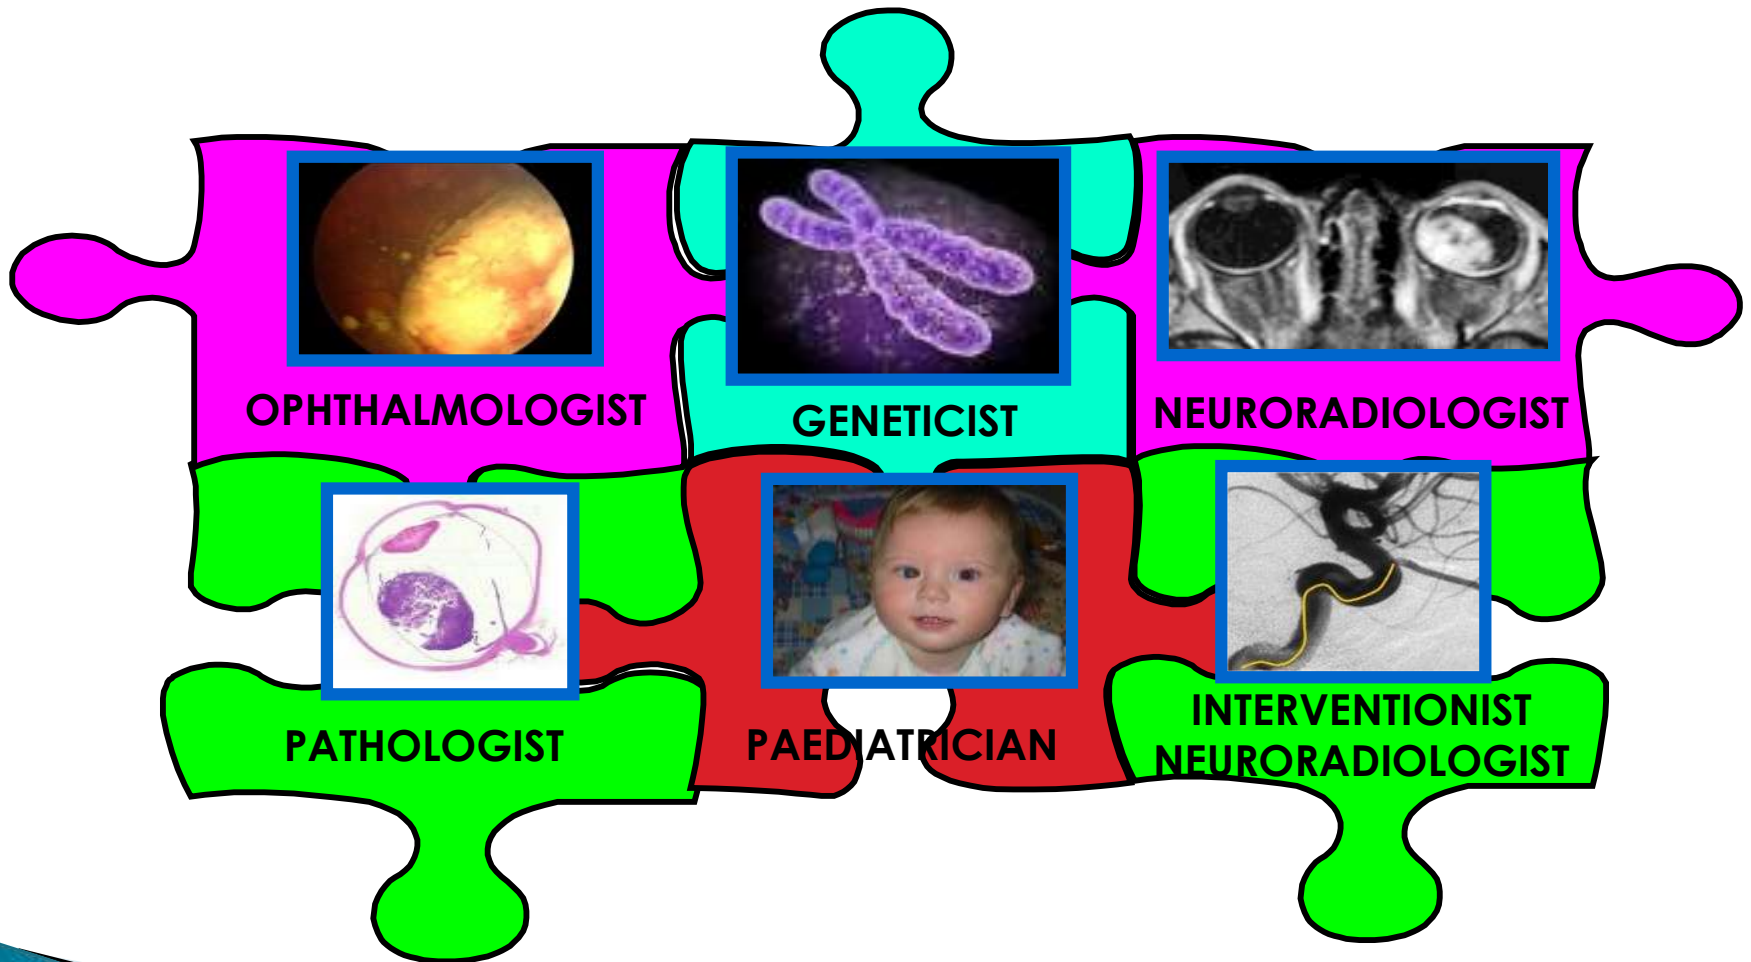 OPHTHALMOLOGIST
GENETICIST
NEURORADIOLOGIST
PATHOLOGIST
PAEDIATRICIAN
INTERVENTIONIST
NEURORADIOLOGIST